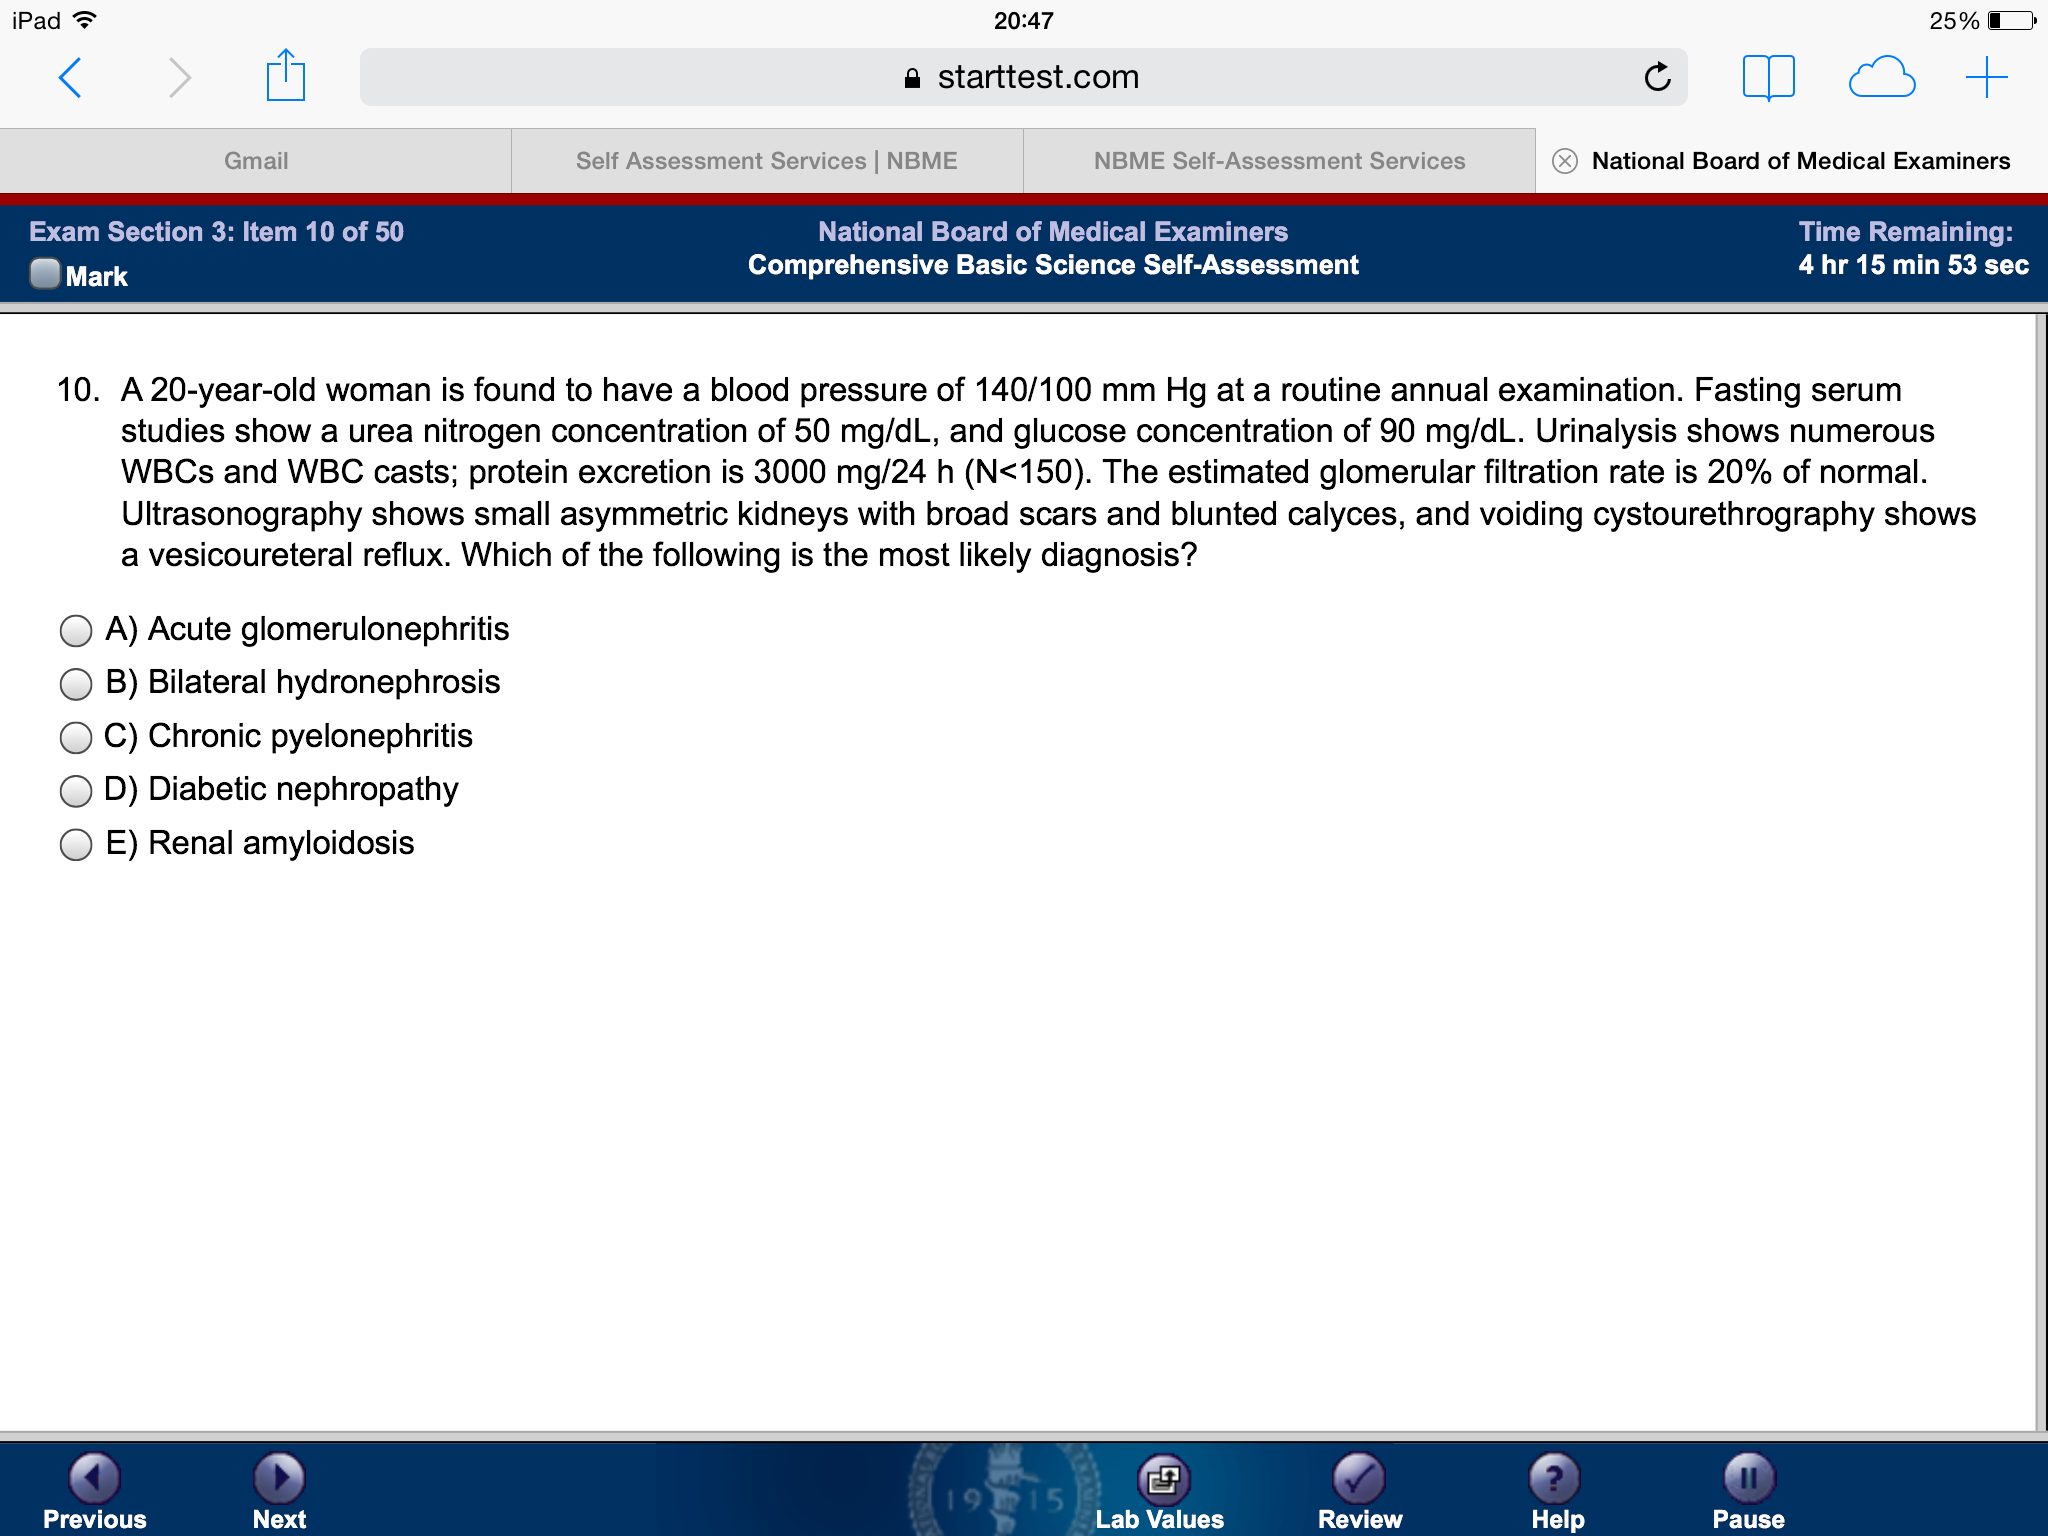 iPad
20:47
25%
starttest.com
Gmail
Self Assessment Services | NBME
NBME Self-Assessment Services
National Board of Medical Examiners
Exam Section 3: Item 10 of 50
National Board of Medical Examiners
Time Remaining:
Mark
Comprehensive Basic Science Self-Assessment
4 hr 15 min 53 sec
10. A 20-year-old woman is found to have a blood pressure of 140/100 mm Hg at a routine annual examination. Fasting serum
studies show a urea nitrogen concentration of 50 mg/dL, and glucose concentration of 90 mg/dL. Urinalysis shows numerous
WBCs and WBC casts; protein excretion is 3000 mg/24 h (N<150). The estimated glomerular filtration rate is 20% of normal.
Ultrasonography shows small asymmetric kidneys with broad scars and blunted calyces, and voiding cystourethrography shows
a vesicoureteral reflux. Which of the following is the most likely diagnosis?
A) Acute glomerulonephritis
B) Bilateral hydronephrosis
C) Chronic pyelonephritis
D) Diabetic nephropathy
E) Renal amyloidosis
1915
Previous
Next
Lab Values
Review
Help
Pause